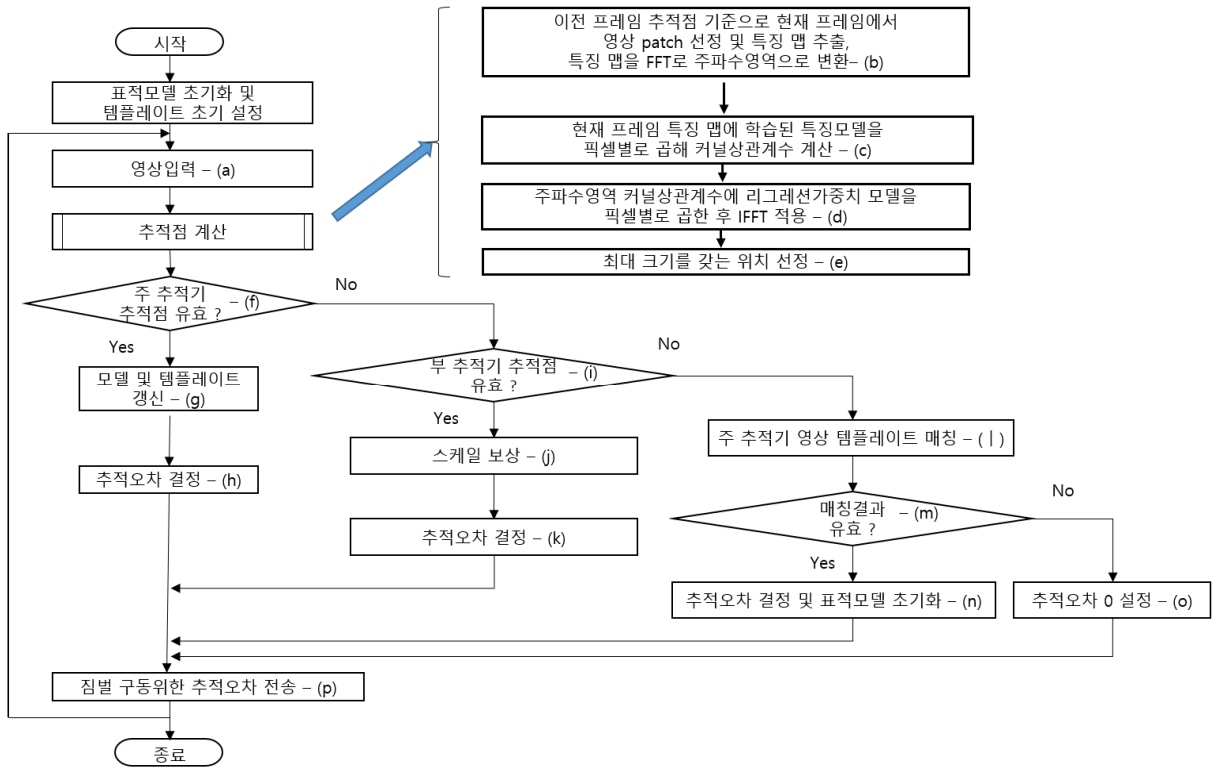 시작
표적모델 초기화 및
템플레이트 초기 설정
영상입력 – (a)
추적점 계산
이전 프레임 추적점 기준으로 현재 프레임에서
영상 patch 선정 및 특징 맵 추출,
특징 맵을 FFT로 주파수영역으로 변환– (b)
현재 프레임 특징 맵에 학습된 특징모델을
픽셀별로 곱해 커널상관계수 계산 – (c)
주파수영역 커널상관계수에 리그레션가중치 모델을
픽셀별로 곱한 후 IFFT 적용 – (d)
최대 크기를 갖는 위치 선정 – (e)
주 추적기
추적점 유효 ?
– (f)
No
Yes
모델 및 템플레이트
갱신 – (g)
추적오차 결정 – (h)
부 추적기 추적점
유효 ?
– (i)
No
Yes
스케일 보상 – (j)
추적오차 결정 – (k)
주 추적기 영상 템플레이트 매칭 – (ㅣ)
매칭결과
유효 ?
– (m)
No
Yes
추적오차 결정 및 표적모델 초기화 – (n)
추적오차 0 설정 – (o)
짐벌 구동위한 추적오차 전송 – (p)
종료